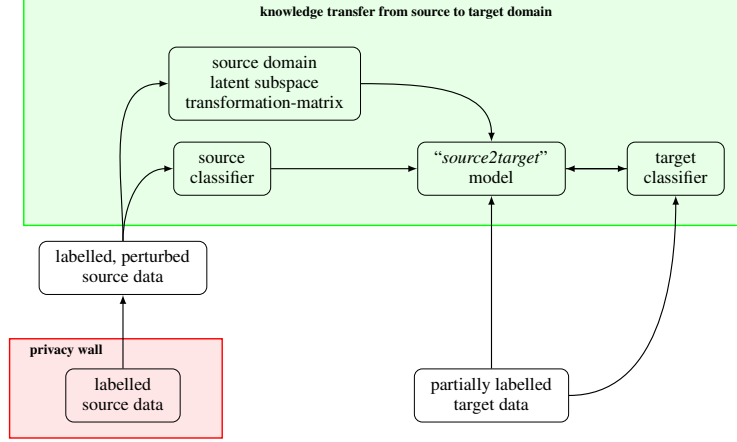 knowledge transfer from source to target domain
source domain
latent subspace
transformation-matrix
source
classifier
“source2target”
model
target
classifier
labelled, perturbed
source data
privacy wall
labelled
source data
partially labelled
target data